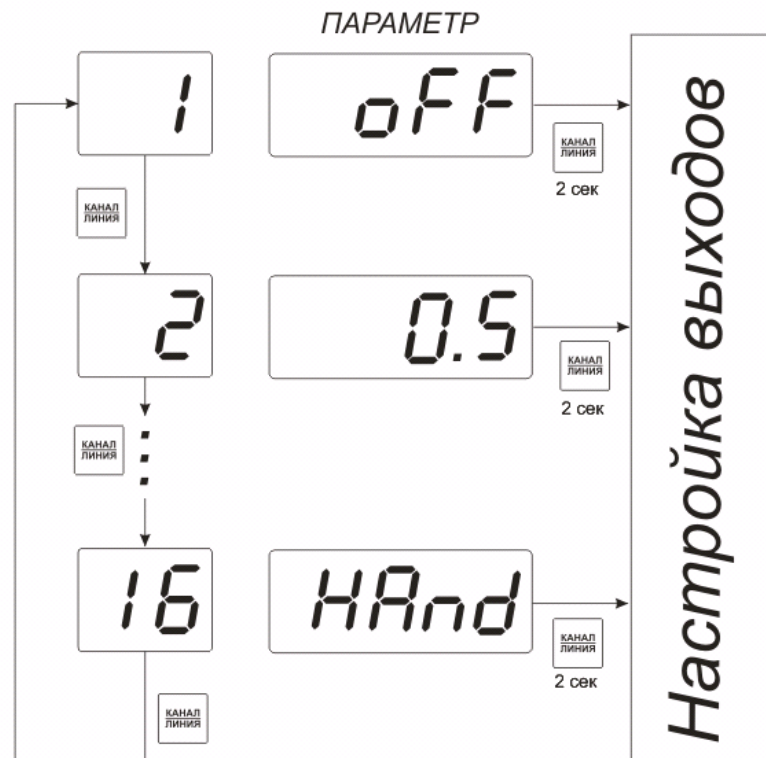 ПАРАМЕТР
1 oFF
КАНАЛ
ЛИНИЯ
2 сек
КАНАЛ
ЛИНИЯ
2 0.5
КАНАЛ
ЛИНИЯ
2 сек
КАНАЛ
ЛИНИЯ
16 HAnd
КАНАЛ
ЛИНИЯ
2 сек
КАНАЛ
ЛИНИЯ
Настройка выходов